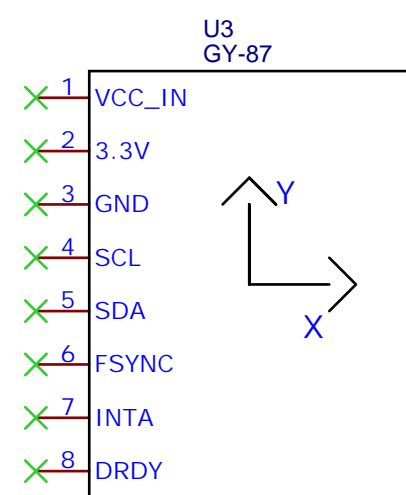 U3
GY-87
1 VCC_IN
2 3.3V
3 GND
4 SCL
5 SDA
6 FSYNC
7 INTA
8 DRDY
Y
X